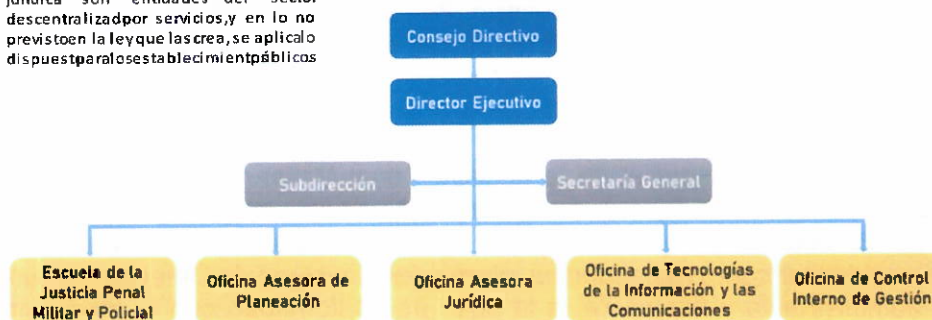 jurídica son entidades del sector
descentralizadpor servicios,y en lo no
previstoen la leyque lascrea,se aplicalo
dispuestparalosestablecimientpúblicos
Consejo Directivo
Director Ejecutivo
Subdirección
Secretaría General
Escuela de la
Justicia Penal
Militar y Policial
Oficina Asesora de
Planeación
Oficina Asesora
Jurídica
Oficina de Tecnologías
de la Información y las
Comunicaciones
Oficina de Control
Interno de Gestión